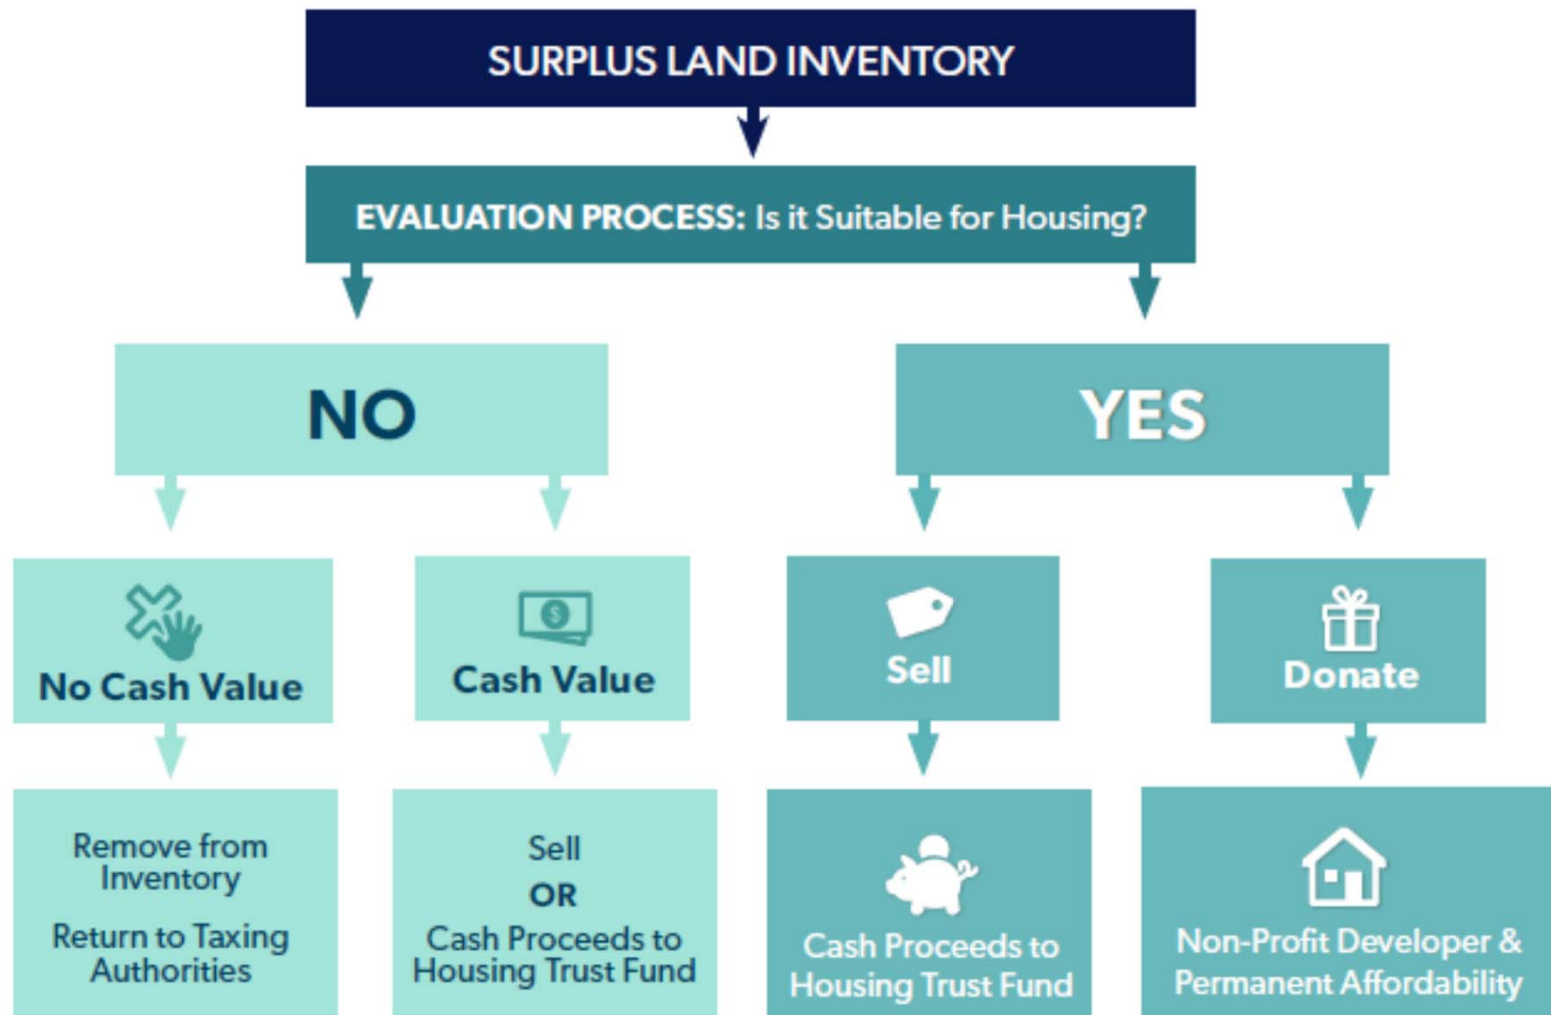 SURPLUS LAND INVENTORY
EVALUATION PROCESS: Is it Suitable for Housing?
NO
YES
No Cash Value
Cash Value
Sell
Donate
Remove from
Inventory
Return to Taxing
Authorities
Sell
OR
Cash Proceeds to
Housing Trust Fund
Cash Proceeds to
Housing Trust Fund
Non-Profit Developer &
Permanent Affordability